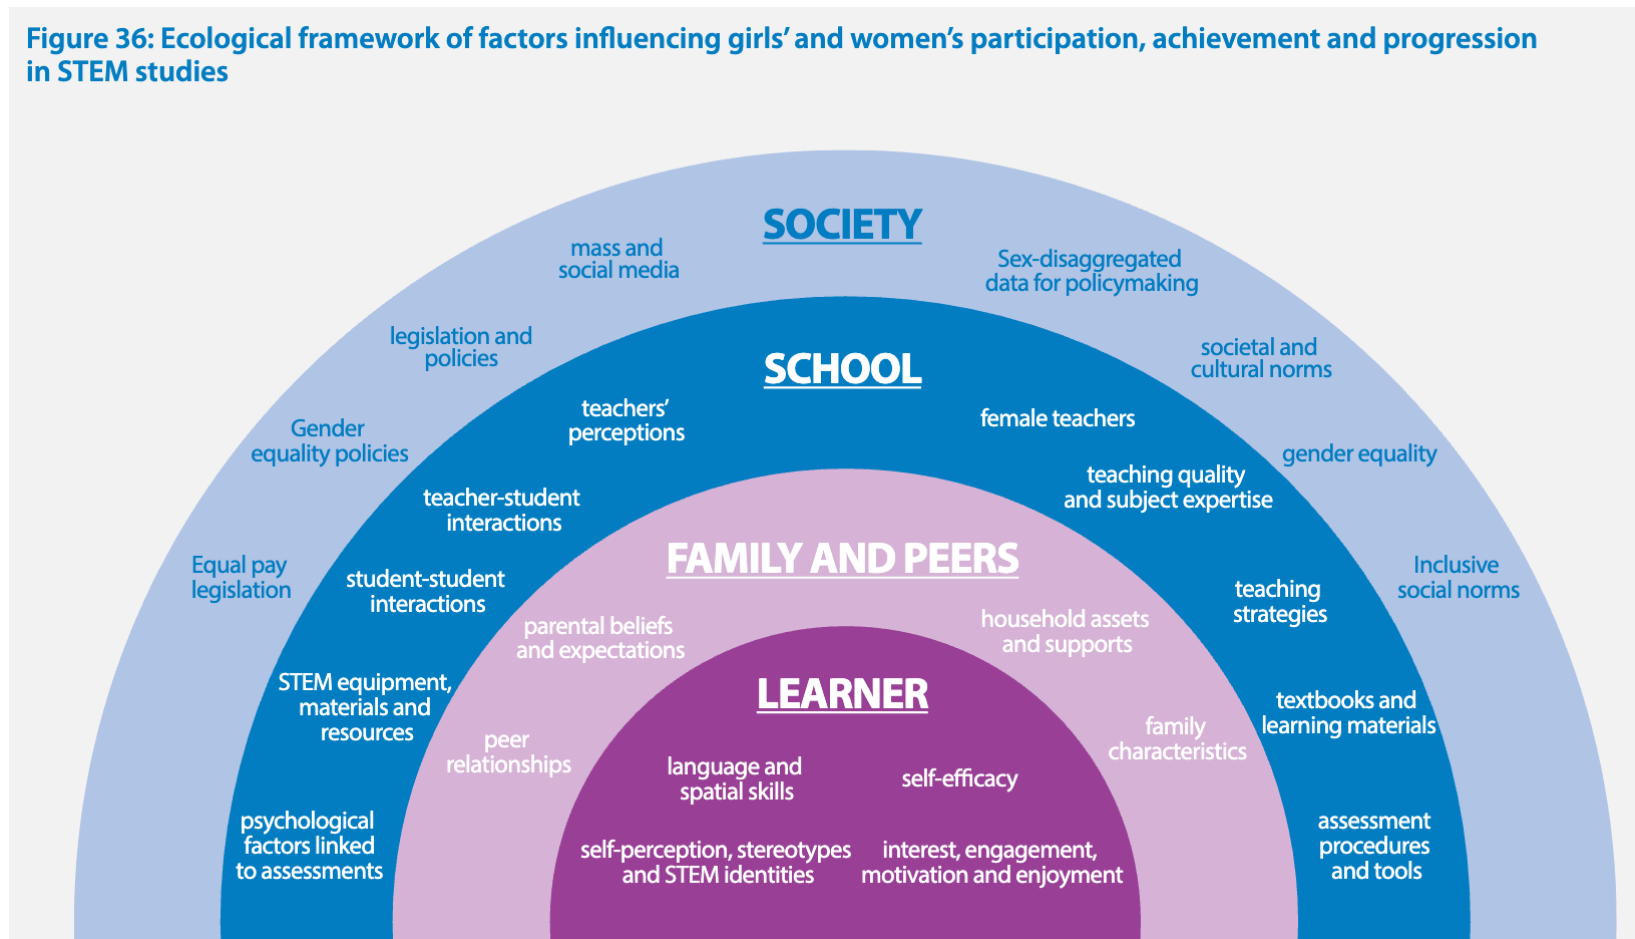 Figure 36: Ecological framework of factors influencing girls’ and women’s participation, achievement and progression
in STEM studies
SOCIETY
mass and
social media
Sex-disaggregated
data for policymaking
legislation and
policies
societal and
cultural norms
Gender
equality policies
gender equality
Equal pay
legislation
Inclusive
social norms
SCHOOL
teachers’
perceptions
female teachers
teacher-student
interactions
teaching quality
and subject expertise
student-student
interactions
teaching
strategies
STEM equipment,
materials and
resources
textbooks and
learning materials
psychological
factors linked
to assessments
assessment
procedures
and tools
FAMILY AND PEERS
parental beliefs
and expectations
household assets
and supports
peer
relationships
family
characteristics
LEARNER
language and
spatial skills
self-efficacy
self-perception, stereotypes
and STEM identities
interest, engagement,
motivation and enjoyment